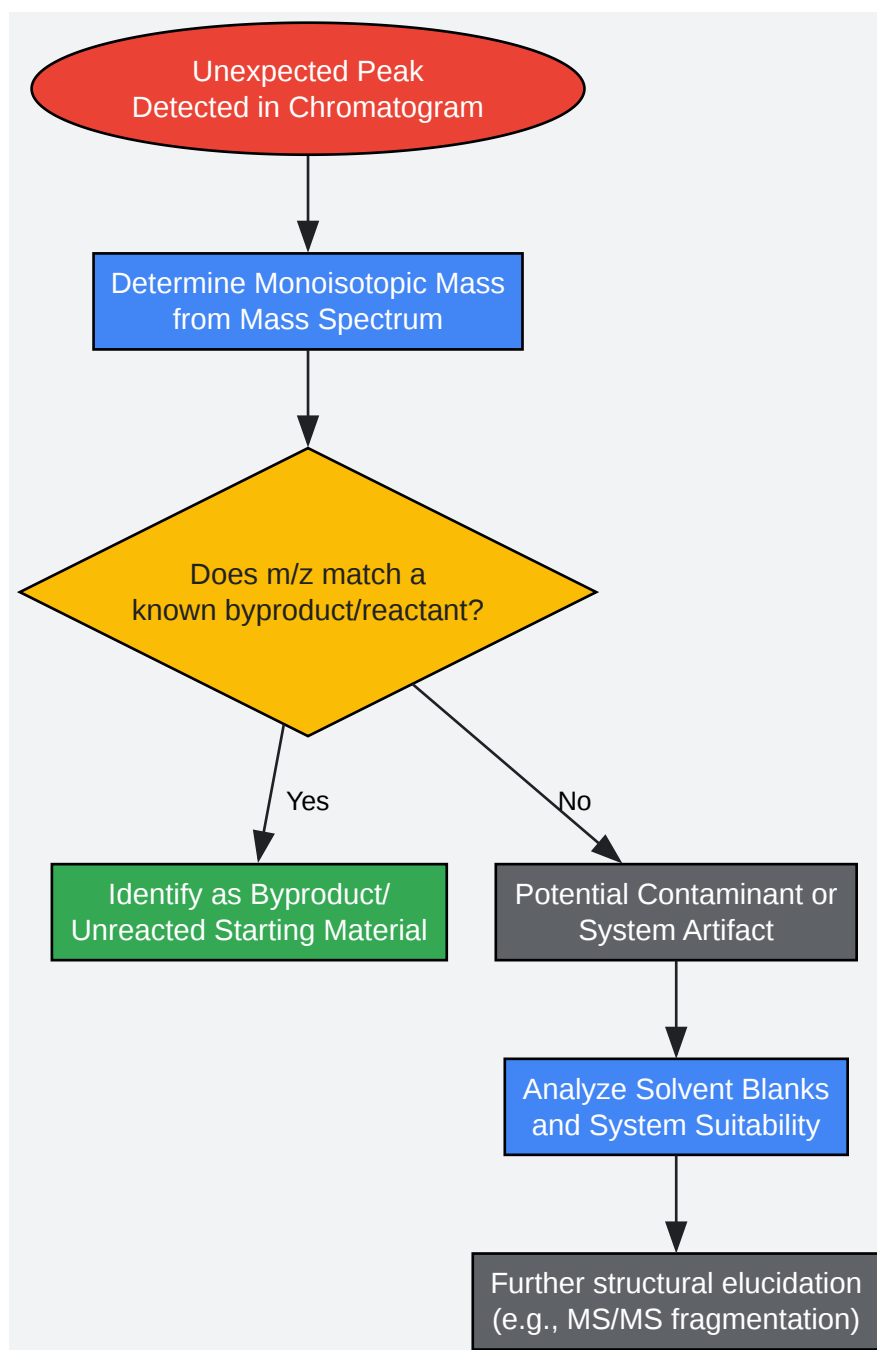 Unexpected Peak
Detected in Chromatogram
Determine Monoisotopic Mass
from Mass Spectrum
Does m/z match a
known byproduct/reactant?
Yes
No
Identify as Byproduct/
Unreacted Starting Material
Potential Contaminant or
System Artifact
Analyze Solvent Blanks
and System Suitability
Further structural elucidation
(e.g., MS/MS fragmentation)